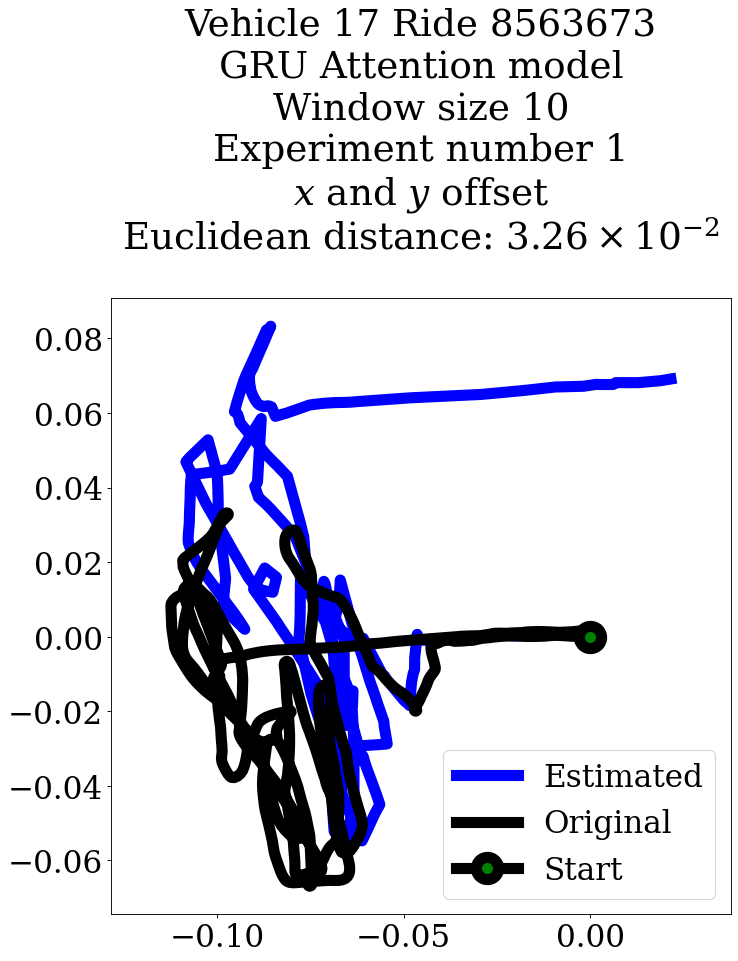 Vehicle 17 Ride 8563673
GRU Attention model
Window size 10
Experiment number 1
x and y offset
Euclidean distance: 3.26 × 10⁻²
0.08
0.06
0.04
0.02
0.00
−0.02
−0.04
−0.06
Estimated
Original
Start
−0.10
−0.05
0.00